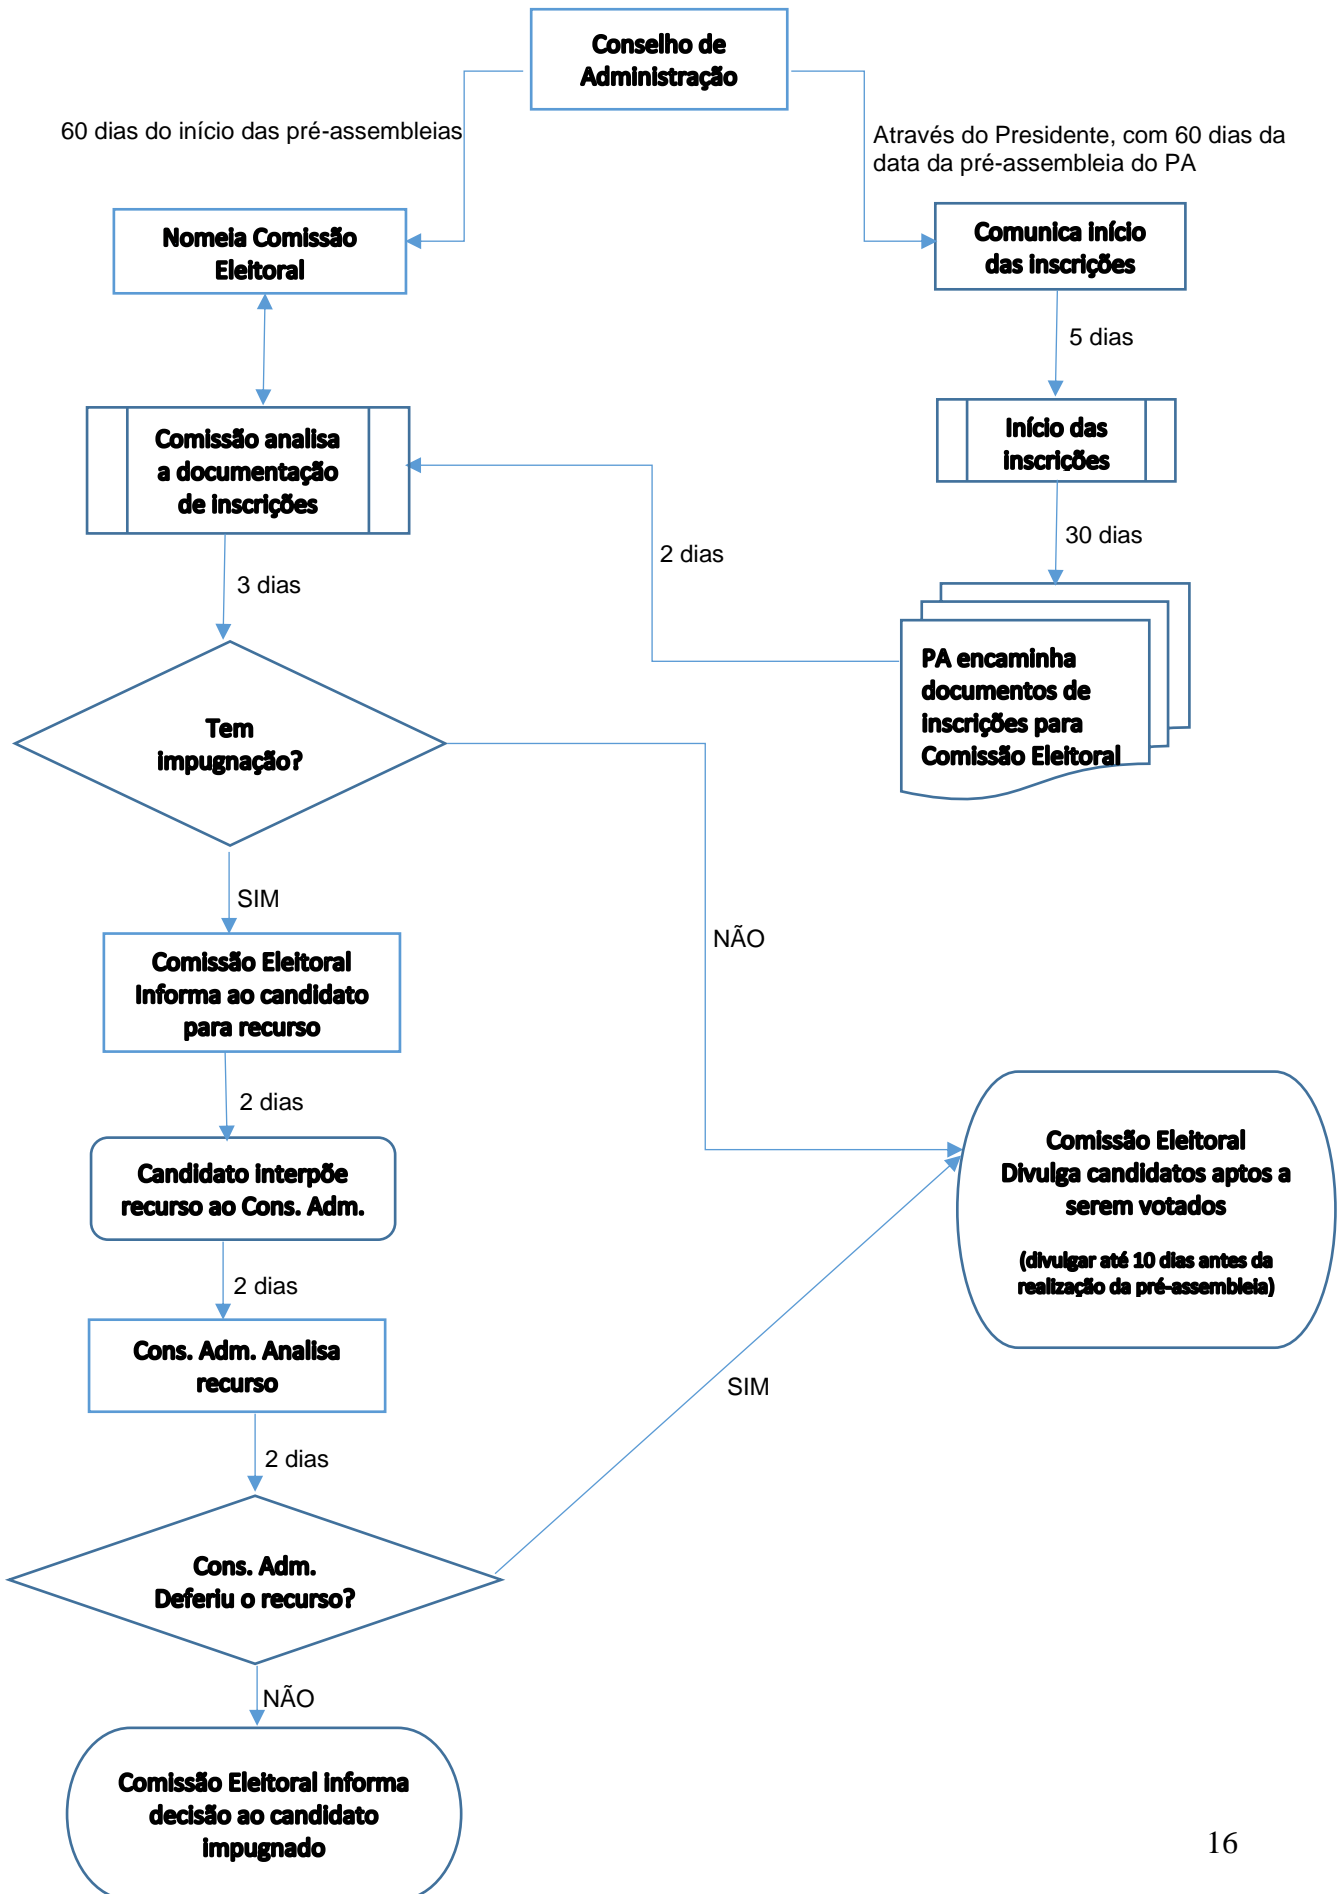 Conselho de
Administração
60 dias do início das pré-assembleias
Através do Presidente, com 60 dias da
data da pré-assembleia do PA
Nomeia Comissão
Eleitoral
Comunica início
das inscrições
5 dias
Início das
inscrições
Comissão analisa
a documentação
de inscrições
30 dias
2 dias
3 dias
PA encaminha
documentos de
inscrições para
Comissão Eleitoral
Tem
impugnação?
SIM
NÃO
Comissão Eleitoral
Informa ao candidato
para recurso
2 dias
Candidato interpõe
recurso ao Cons. Adm.
Comissão Eleitoral
Divulga candidatos aptos a
serem votados
(divulgar até 10 dias antes da
realização da pré-assembleia)
2 dias
Cons. Adm. Analisa
recurso
SIM
2 dias
Cons. Adm.
Deferiu o recurso?
NÃO
Comissão Eleitoral informa
decisão ao candidato
impugnado
16